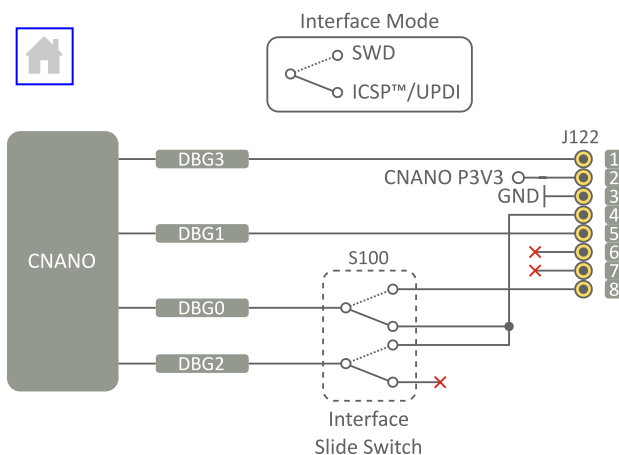 Interface Mode
SWD
ICSP™/UPDI
J122
DBG3
1
CNANO P3V3
2
GND
3
4
DBG1
5
CNANO
S100
6
7
8
DBG0
DBG2
Interface
Slide Switch